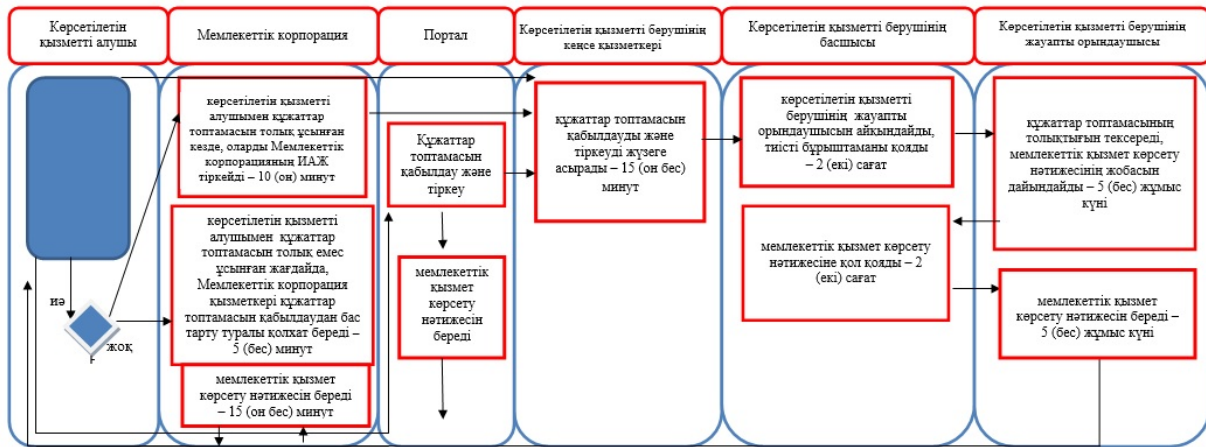 Көрсетілетін
қызметті алушы
Мемлекеттік корпорация
Портал
Көрсетілетін қызметті берушінің
кеңсе қызметкері
Көрсетілетін қызметті берушінің
басшысы
Көрсетілетін қызметті берушінің
жауапты орындаушысы
көрсетілетін қызметті
алушымен құжаттар
топтамасын толық ұсынған
кезде, оларды Мемлекеттік
корпорацияның ИАЖ
тіркейді – 10 (он) минут
көрсетілетін қызметті
алушымен құжаттар
топтамасын толық емес
ұсынған жағдайда,
Мемлекеттік корпорация
қызметкері құжаттар
топтамасын қабылдаудан бас
тарту туралы қолхат береді –
5 (бес) минут
мемлекеттік қызмет
көрсету нәтижесін береді
– 15 (он бес) минут
иә
жоқ
Құжаттар
топтамасын
қабылдау және
тіркеу
мемлекеттік
қызмет
көрсету
нәтижесін
береді
құжаттар топтамасын
қабылдауды және
тіркеуді жүзеге
асырады – 15 (он бес)
минут
көрсетілетін қызметті
берушінің жауапты
орындаушысын айқындайды,
тиісті бұрыштаманы қояды
– 2 (екі) сағат
мемлекеттік қызмет көрсету
нәтижесіне қол қояды – 2
(екі) сағат
құжаттар топтамасының
толықтығын тексереді,
мемлекеттік қызмет көрсету
нәтижесінің жобасын
дайындайды – 5 (бес) жұмыс
күні
мемлекеттік қызмет
көрсету нәтижесін береді –
5 (бес) жұмыс күні